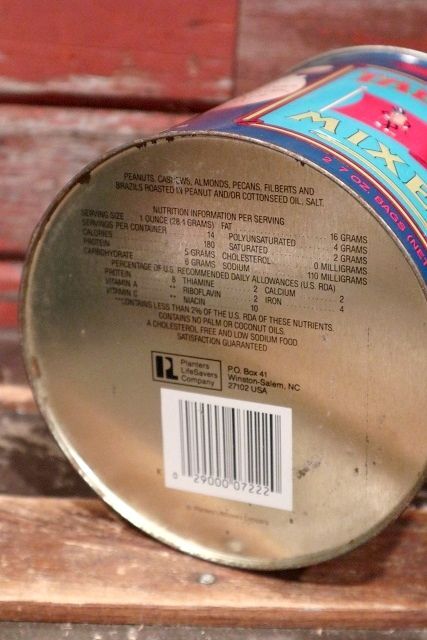 MIXE
2 7 OZ. BAGS (NET
PEANUTS, CASHEWS, ALMONDS, PECANS, FILBERTS AND
BRAZILS ROASTED IN PEANUT AND/OR COTTONSEED OIL, SALT.
NUTRITION INFORMATION PER SERVING
SERVING SIZE 1 OUNCE (28.4 GRAMS) FAT 16 GRAMS
SERVINGS PER CONTAINER 14 POLYUNSATURATED 4 GRAMS
CALORIES 180 SATURATED 2 GRAMS
PROTEIN 5 GRAMS CHOLESTEROL 0 MILLIGRAMS
CARBOHYDRATE 6 GRAMS SODIUM 110 MILLIGRAMS
PERCENTAGE OF U.S. RECOMMENDED DAILY ALLOWANCES (U.S. RDA)
PROTEIN 8 THIAMINE 2 CALCIUM 2
VITAMIN A ** RIBOFLAVIN 2 IRON 4
VITAMIN C ** NIACIN 10
**CONTAINS LESS THAN 2% OF THE U.S. RDA OF THESE NUTRIENTS.
CONTAINS NO PALM OR COCONUT OILS.
A CHOLESTEROL FREE AND LOW SODIUM FOOD
SATISFACTION GUARANTEED
Planters
LifeSavers
Company
P.O. Box 41
Winston-Salem, NC
27102 USA
0 29000 07222